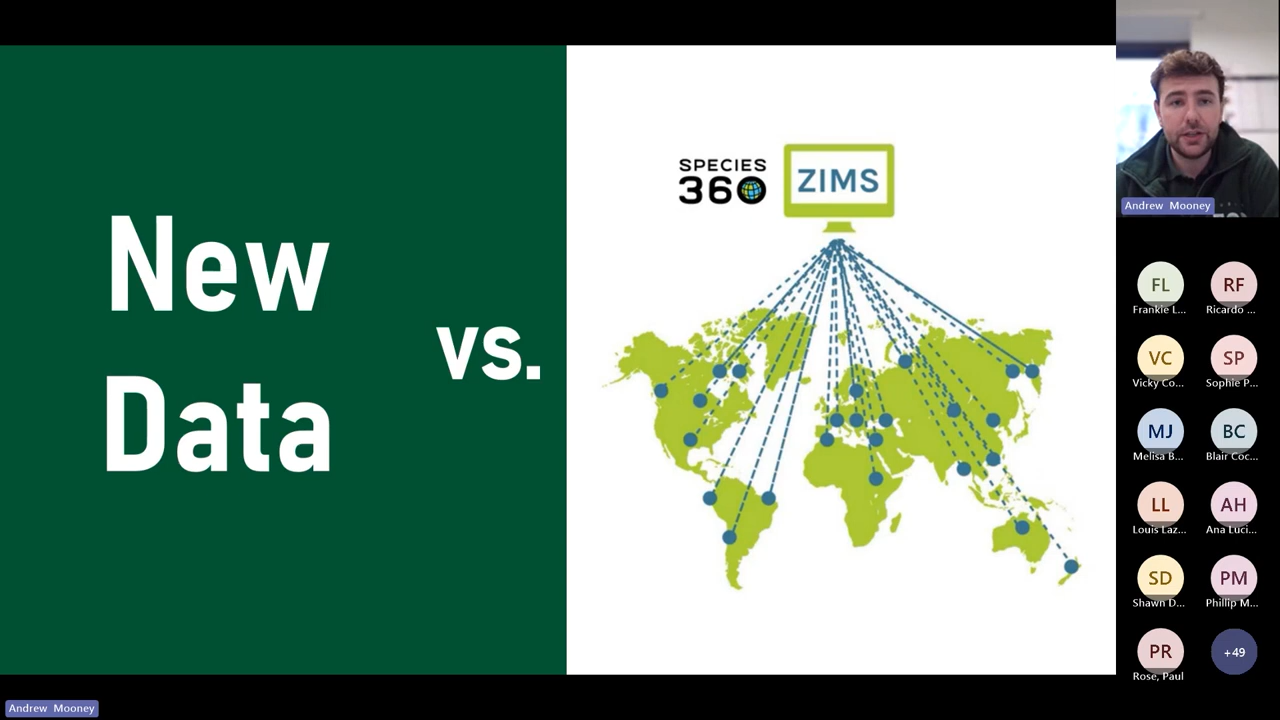 New
Data
vs.
SPECIES
360
ZIMS
Andrew Mooney
FL
Frankie L...
RF
Ricardo ...
VC
Vicky Co...
SP
Sophie P...
MJ
Melisa B...
BC
Blair Coc...
LL
Louis Laz...
AH
Ana Luci...
SD
Shawn D...
PM
Phillip M...
PR
Rose, Paul
+49
Andrew Mooney